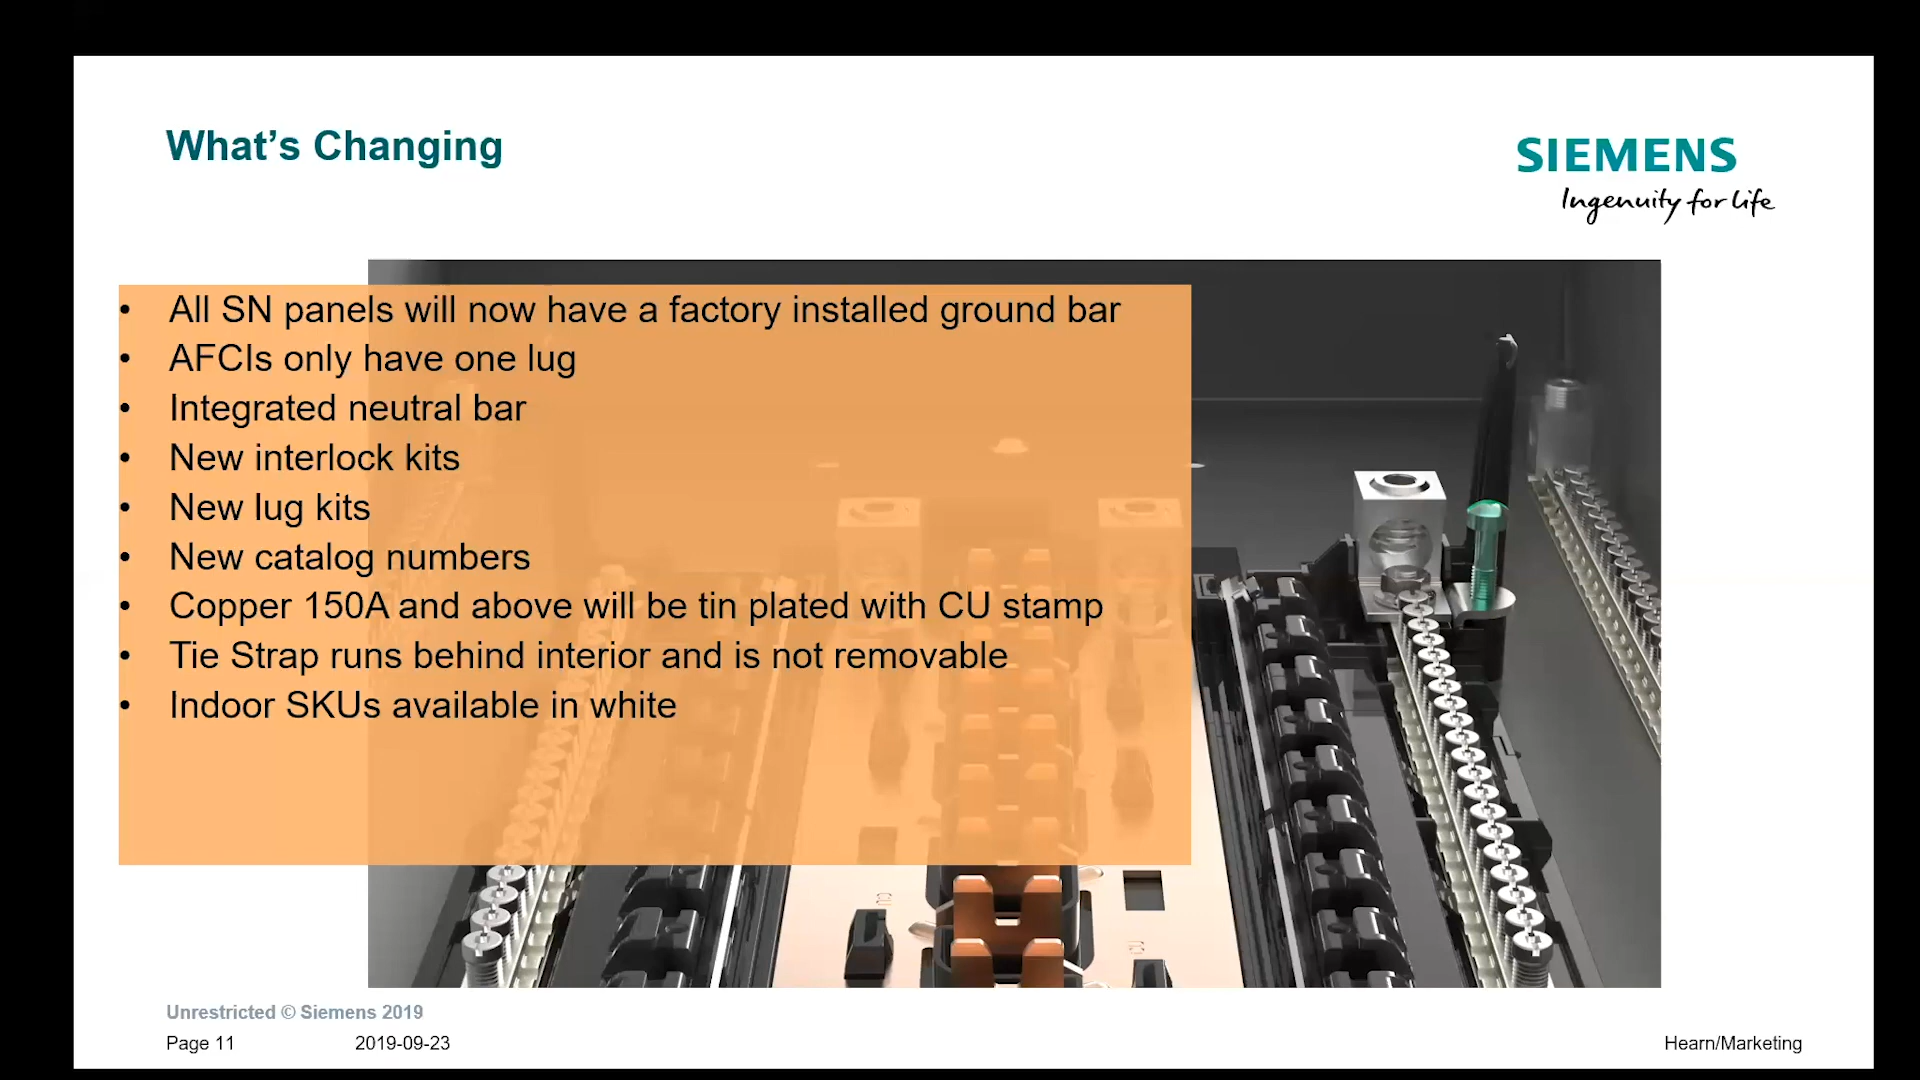 What’s Changing
SIEMENS
Ingenuity for life
• All SN panels will now have a factory installed ground bar
• AFCIs only have one lug
• Integrated neutral bar
• New interlock kits
• New lug kits
• New catalog numbers
• Copper 150A and above will be tin plated with CU stamp
• Tie Strap runs behind interior and is not removable
• Indoor SKUs available in white
Unrestricted © Siemens 2019
Page 11 2019-09-23 Hearn/Marketing